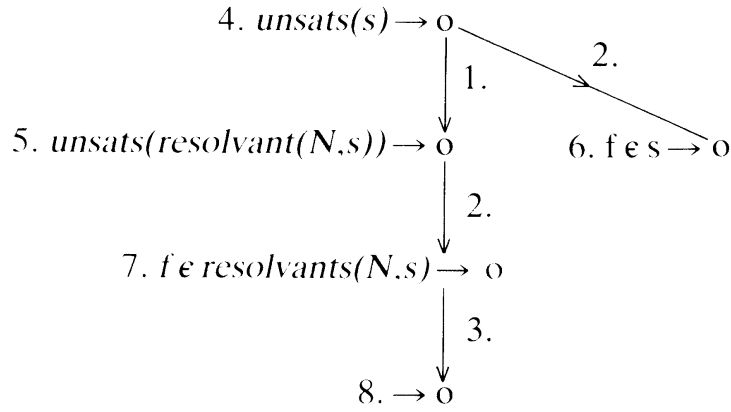 4. unsats(s) → o
2.
1.
5. unsats(resolvant(N,s)) → o
6. f ϵ s → o
2.
7. f ϵ resolvants(N,s) → o
3.
8. → o